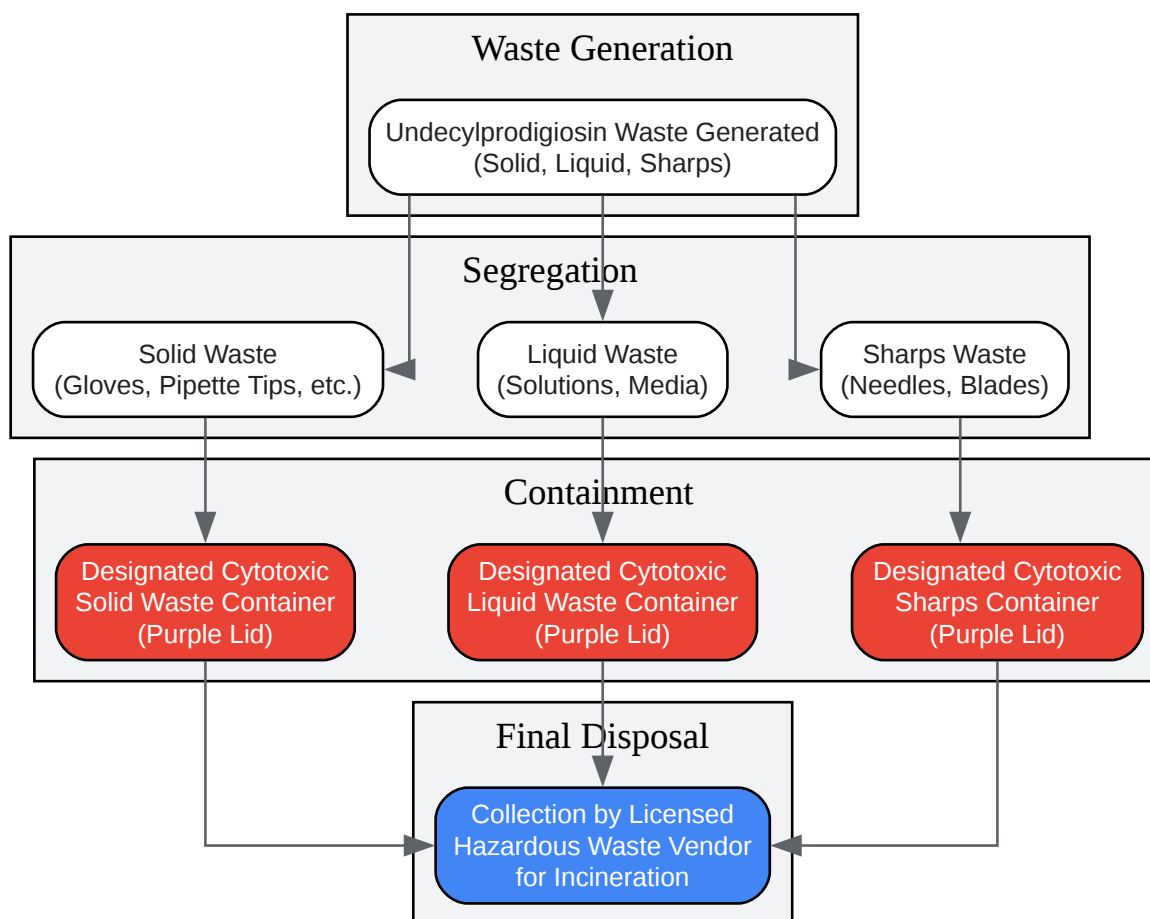 Waste Generation
Undecylprodigiosin Waste Generated
(Solid, Liquid, Sharps)
Segregation
Solid Waste
(Gloves, Pipette Tips, etc.)
Liquid Waste
(Solutions, Media)
Sharps Waste
(Needles, Blades)
Containment
Designated Cytotoxic
Solid Waste Container
(Purple Lid)
Designated Cytotoxic
Liquid Waste Container
(Purple Lid)
Designated Cytotoxic
Sharps Container
(Purple Lid)
Final Disposal
Collection by Licensed
Hazardous Waste Vendor
for Incineration